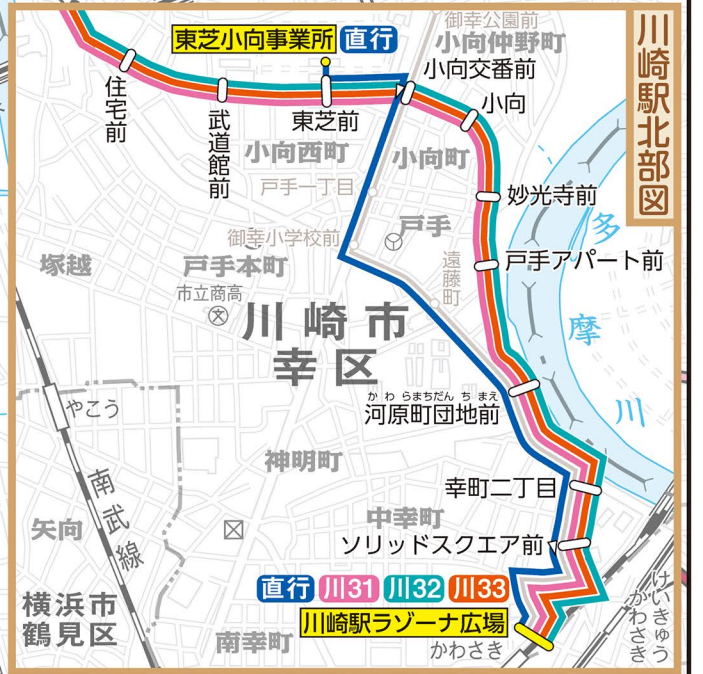 川崎駅北部図
東芝小向事業所
直行
御幸公園前
小向仲野町
小向交番前
小向
住宅前
武道館前
東芝前
小向西町
小向町
戸手一丁目
妙光寺前
戸手
御幸小学校前
戸手アパート前
遠藤町
多摩川
塚越
戸手本町
市立商高
文
川崎市
幸区
やこう
かわらまちだんちまえ
河原町団地前
南武線
神明町
幸町二丁目
矢向
中幸町
ソリッドスクエア前
直行 川31 川32 川33
川崎駅ラゾーナ広場
横浜市
鶴見区
南幸町
かわさき
けいきゅう
かわさき